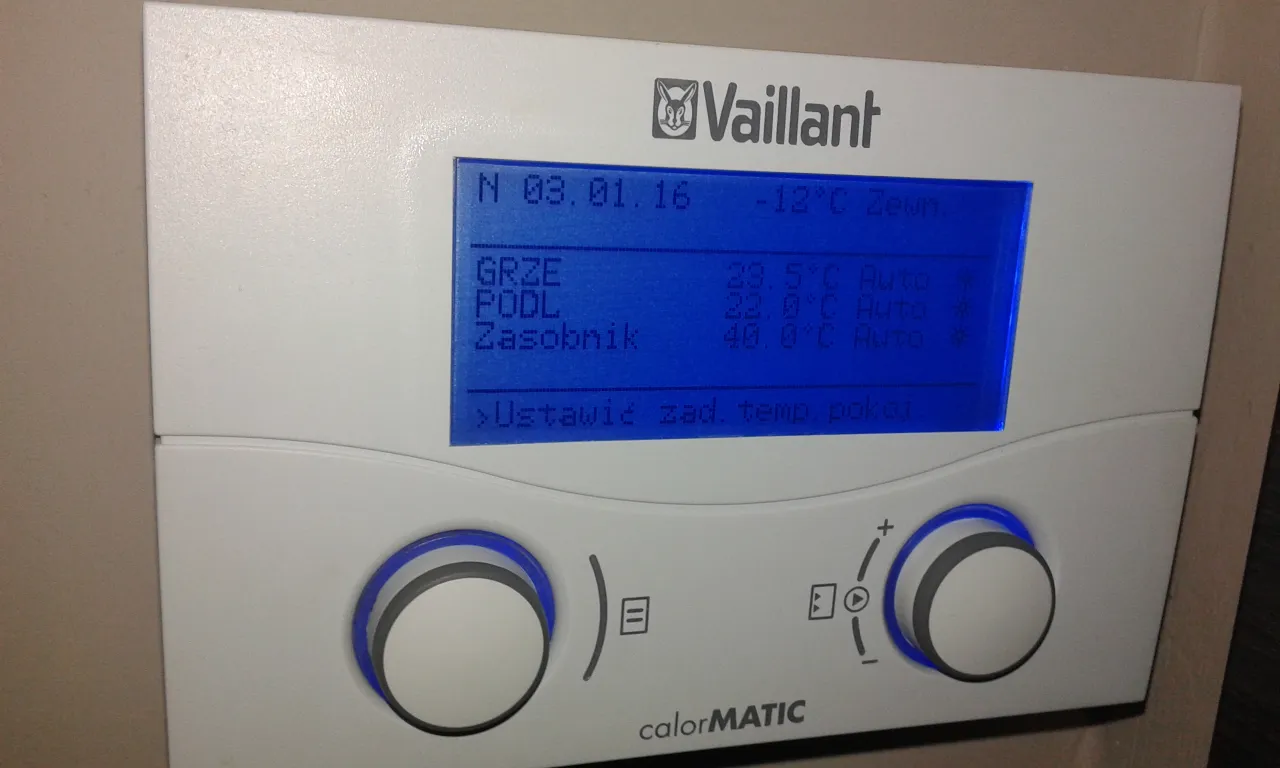 Vaillant
N 03.01.16 -12°C Zewn.
GRZE 23.5°C Auto ☀
PODL 22.0°C Auto ☀
Zasobnik 40.0°C Auto ☀
>Ustawić zad.temp.pokoj
+
−
calorMATIC